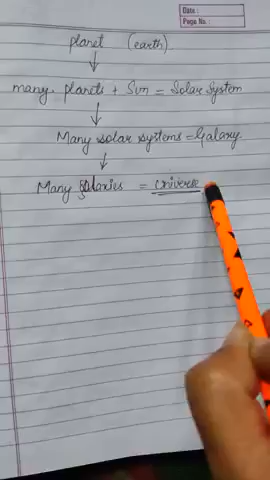 Date :
Page No. :
planet (earth)
many planets + Sun = Solar System
Many solar systems = Galaxy.
Many galaxies = universe